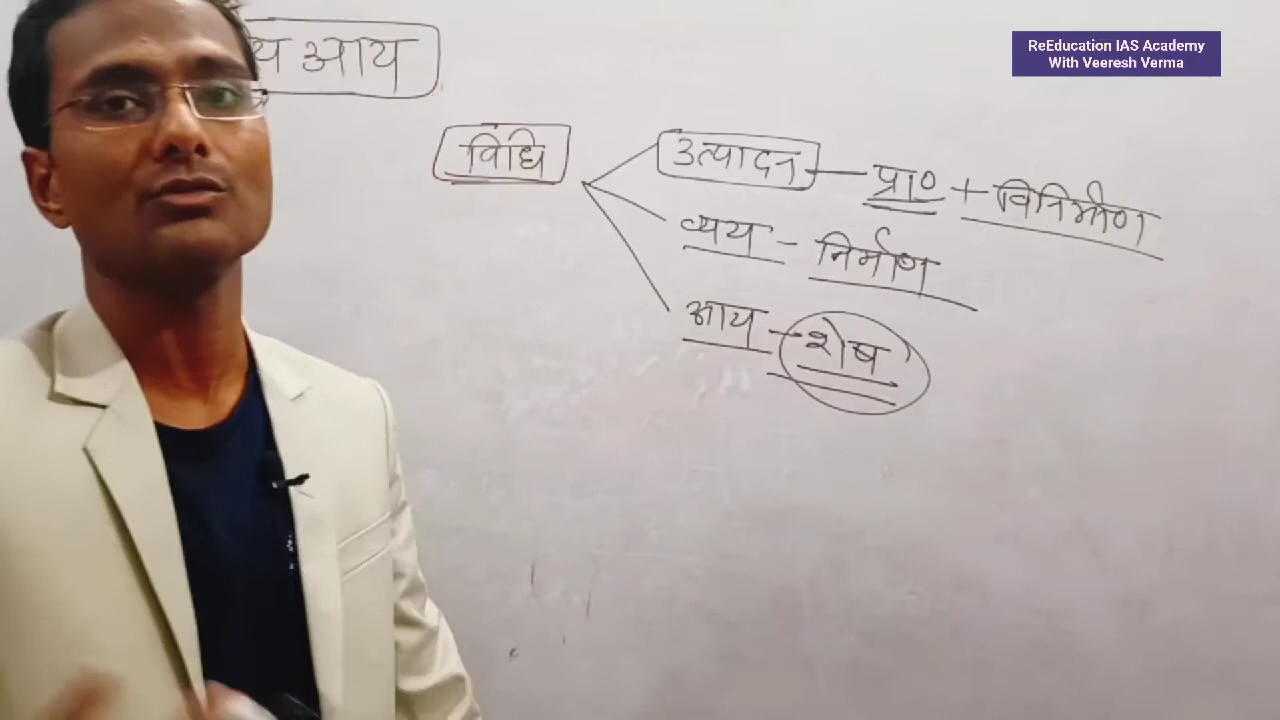 ReEducation IAS Academy
With Veeresh Verma
य आय
विधि
उत्पादन — प्रा० + विनिर्माण
व्यय - निर्माण
आय - शेष